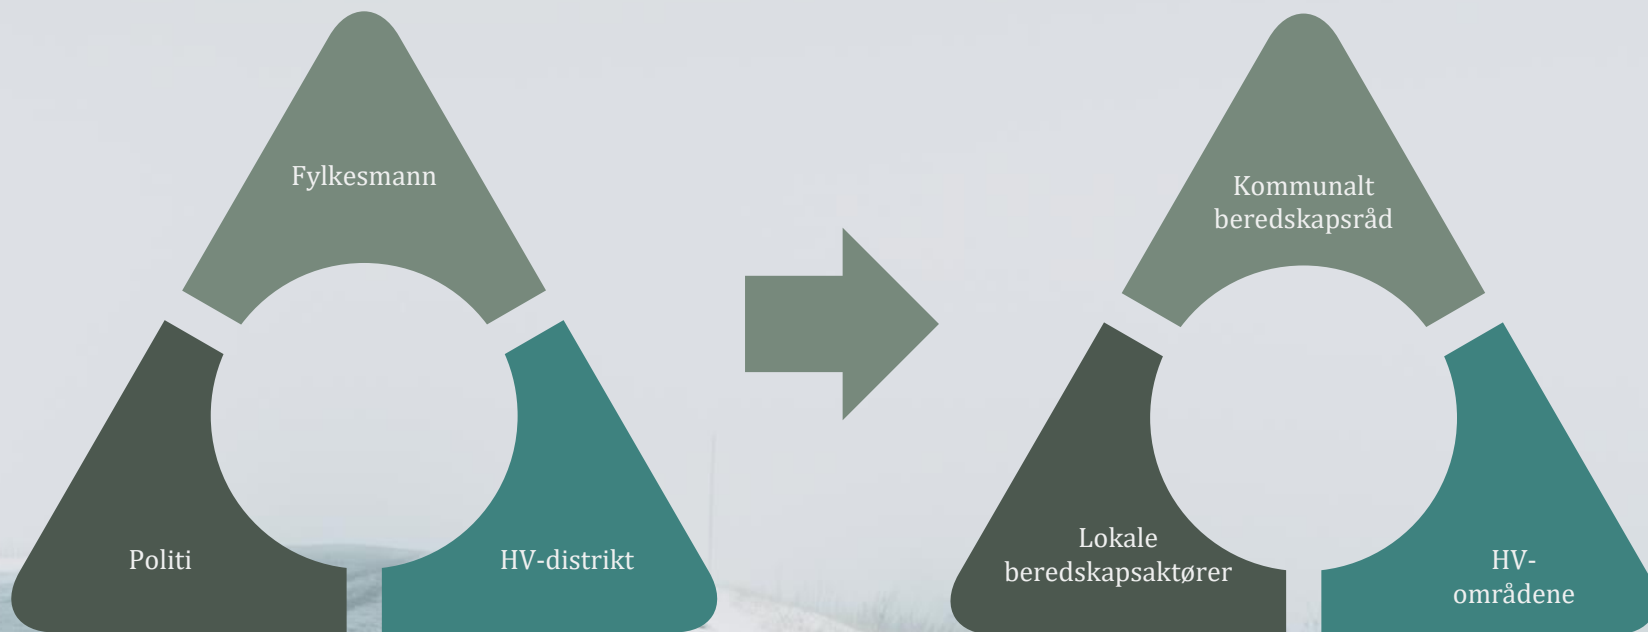 Fylkesmann
Politi
HV-distrikt
Kommunalt
beredskapsråd
Lokale
beredskapsaktører
HV-
områdene